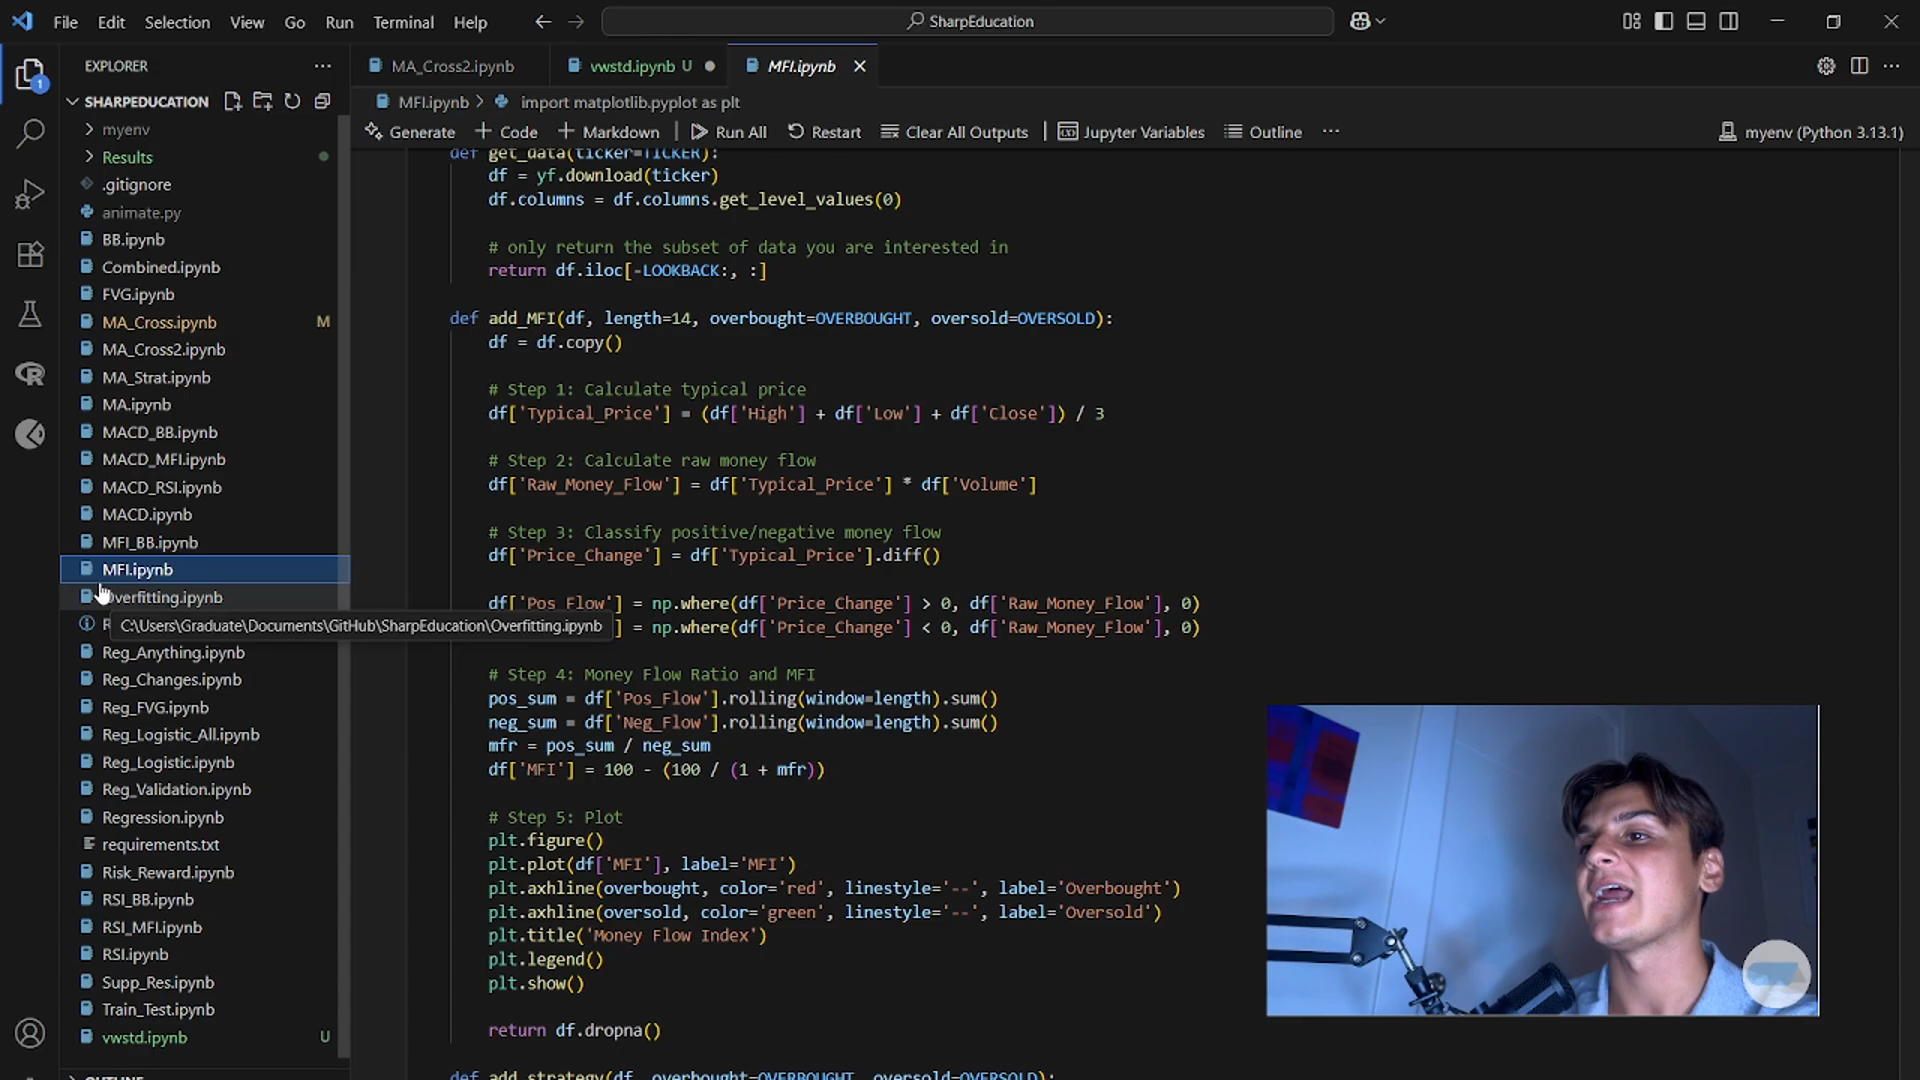 File Edit Selection View Go Run Terminal Help
SharpEducation
EXPLORER
MA_Cross2.ipynb
vwstd.ipynb U
MFI.ipynb
SHARPEDUCATION
MFI.ipynb > import matplotlib.pyplot as plt
Generate + Code + Markdown Run All Restart Clear All Outputs Jupyter Variables Outline ...
myenv (Python 3.13.1)
1
myenv
Results
.gitignore
animate.py
BB.ipynb
Combined.ipynb
FVG.ipynb
MA_Cross.ipynb M
MA_Cross2.ipynb
MA_Strat.ipynb
MA.ipynb
MACD_BB.ipynb
MACD_MFI.ipynb
MACD_RSI.ipynb
MACD.ipynb
MFI_BB.ipynb
MFI.ipynb
Overfitting.ipynb
R
C:\Users\Graduate\Documents\GitHub\SharpEducation\Overfitting.ipynb
Reg_Anything.ipynb
Reg_Changes.ipynb
Reg_FVG.ipynb
Reg_Logistic_All.ipynb
Reg_Logistic.ipynb
Reg_Validation.ipynb
Regression.ipynb
requirements.txt
Risk_Reward.ipynb
RSI_BB.ipynb
RSI_MFI.ipynb
RSI.ipynb
Supp_Res.ipynb
Train_Test.ipynb
vwstd.ipynb U
OUTLINE
def get_data(ticker=TICKER):
df = yf.download(ticker)
df.columns = df.columns.get_level_values(0)
# only return the subset of data you are interested in
return df.iloc[-LOOKBACK:, :]
def add_MFI(df, length=14, overbought=OVERBOUGHT, oversold=OVERSOLD):
df = df.copy()
# Step 1: Calculate typical price
df['Typical_Price'] = (df['High'] + df['Low'] + df['Close']) / 3
# Step 2: Calculate raw money flow
df['Raw_Money_Flow'] = df['Typical_Price'] * df['Volume']
# Step 3: Classify positive/negative money flow
df['Price_Change'] = df['Typical_Price'].diff()
df['Pos_Flow'] = np.where(df['Price_Change'] > 0, df['Raw_Money_Flow'], 0)
] = np.where(df['Price_Change'] < 0, df['Raw_Money_Flow'], 0)
# Step 4: Money Flow Ratio and MFI
pos_sum = df['Pos_Flow'].rolling(window=length).sum()
neg_sum = df['Neg_Flow'].rolling(window=length).sum()
mfr = pos_sum / neg_sum
df['MFI'] = 100 - (100 / (1 + mfr))
# Step 5: Plot
plt.figure()
plt.plot(df['MFI'], label='MFI')
plt.axhline(overbought, color='red', linestyle='--', label='Overbought')
plt.axhline(oversold, color='green', linestyle='--', label='Oversold')
plt.title('Money Flow Index')
plt.legend()
plt.show()
return df.dropna()
def add_strategy(df, overbought=OVERBOUGHT, oversold=OVERSOLD):